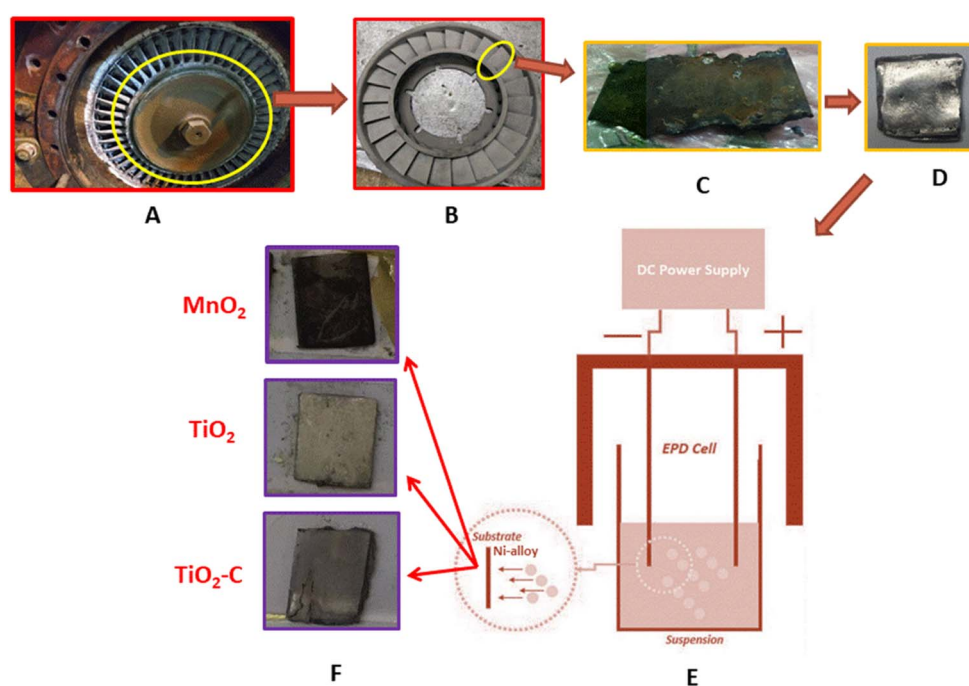 A
B
C
D
DC Power Supply
—
+
MnO₂
TiO₂
TiO₂-C
EPD Cell
Substrate
Ni-alloy
Suspension
F
E